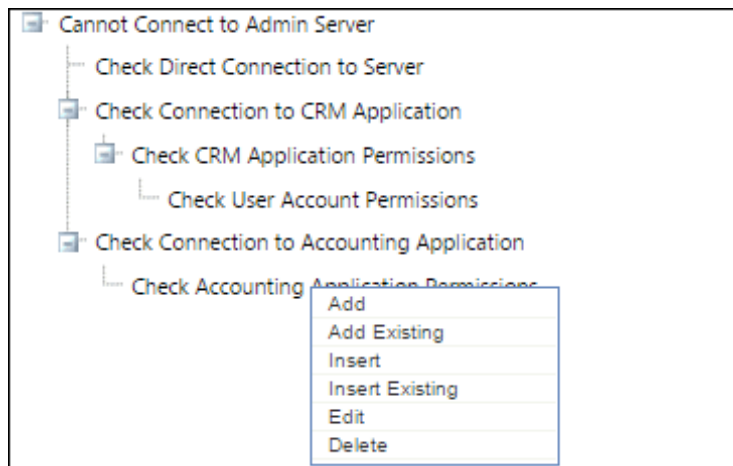 Cannot Connect to Admin Server
Check Direct Connection to Server
Check Connection to CRM Application
Check CRM Application Permissions
Check User Account Permissions
Check Connection to Accounting Application
Check Accounting Application Permissions
Add
Add Existing
Insert
Insert Existing
Edit
Delete